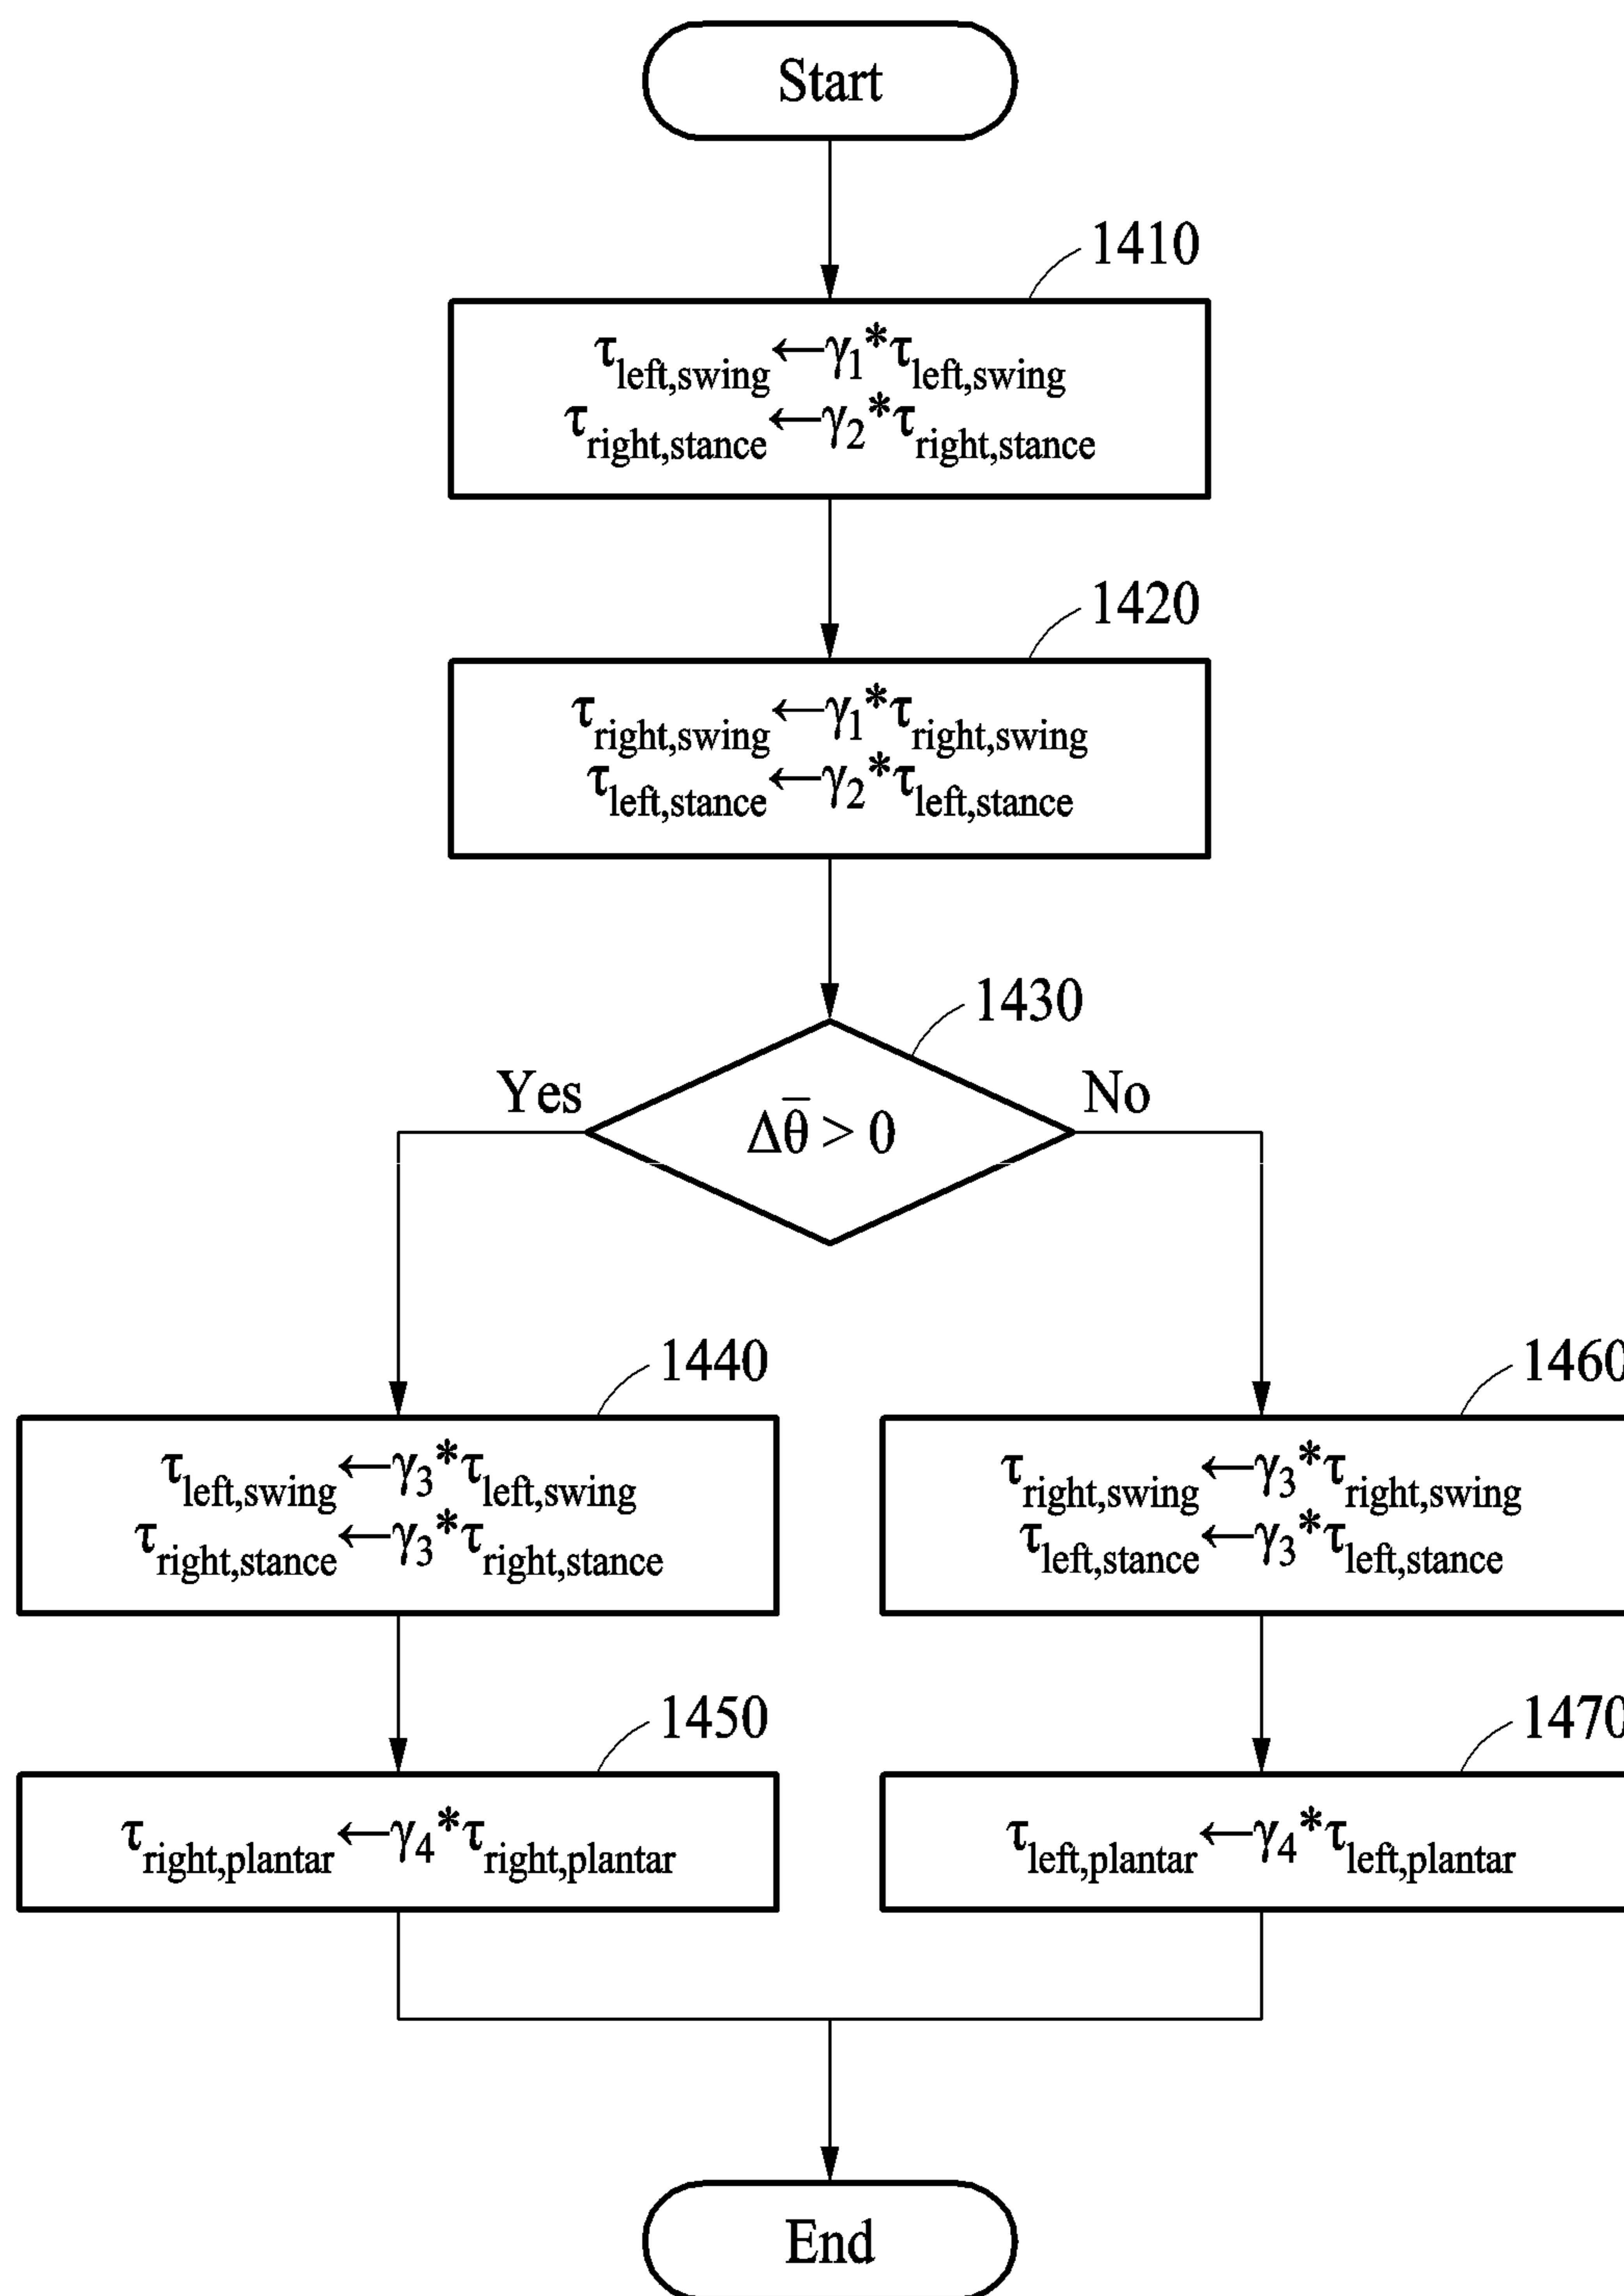 Start
1410
τleft,swing←γ1*τleft,swing
τright,stance←γ2*τright,stance
1420
τright,swing←γ1*τright,swing
τleft,stance←γ2*τleft,stance
1430
Yes
Δθ̅ > 0
No
1440
τleft,swing←γ3*τleft,swing
τright,stance←γ3*τright,stance
1460
τright,swing←γ3*τright,swing
τleft,stance←γ3*τleft,stance
1450
τright,plantar←γ4*τright,plantar
1470
τleft,plantar←γ4*τleft,plantar
End